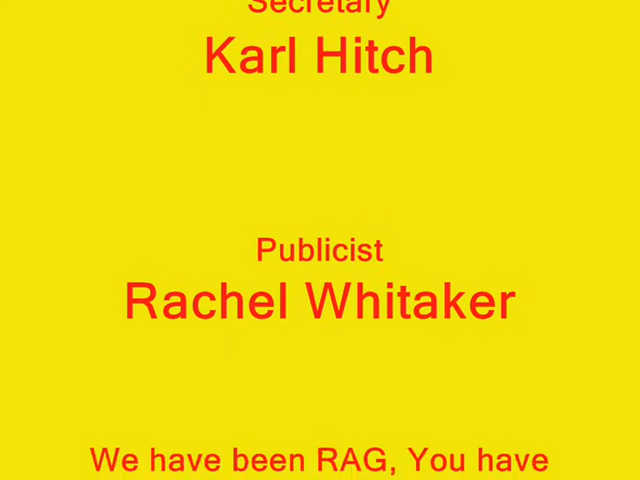 Secretary
Karl Hitch
Publicist
Rachel Whitaker
We have been RAG, You have